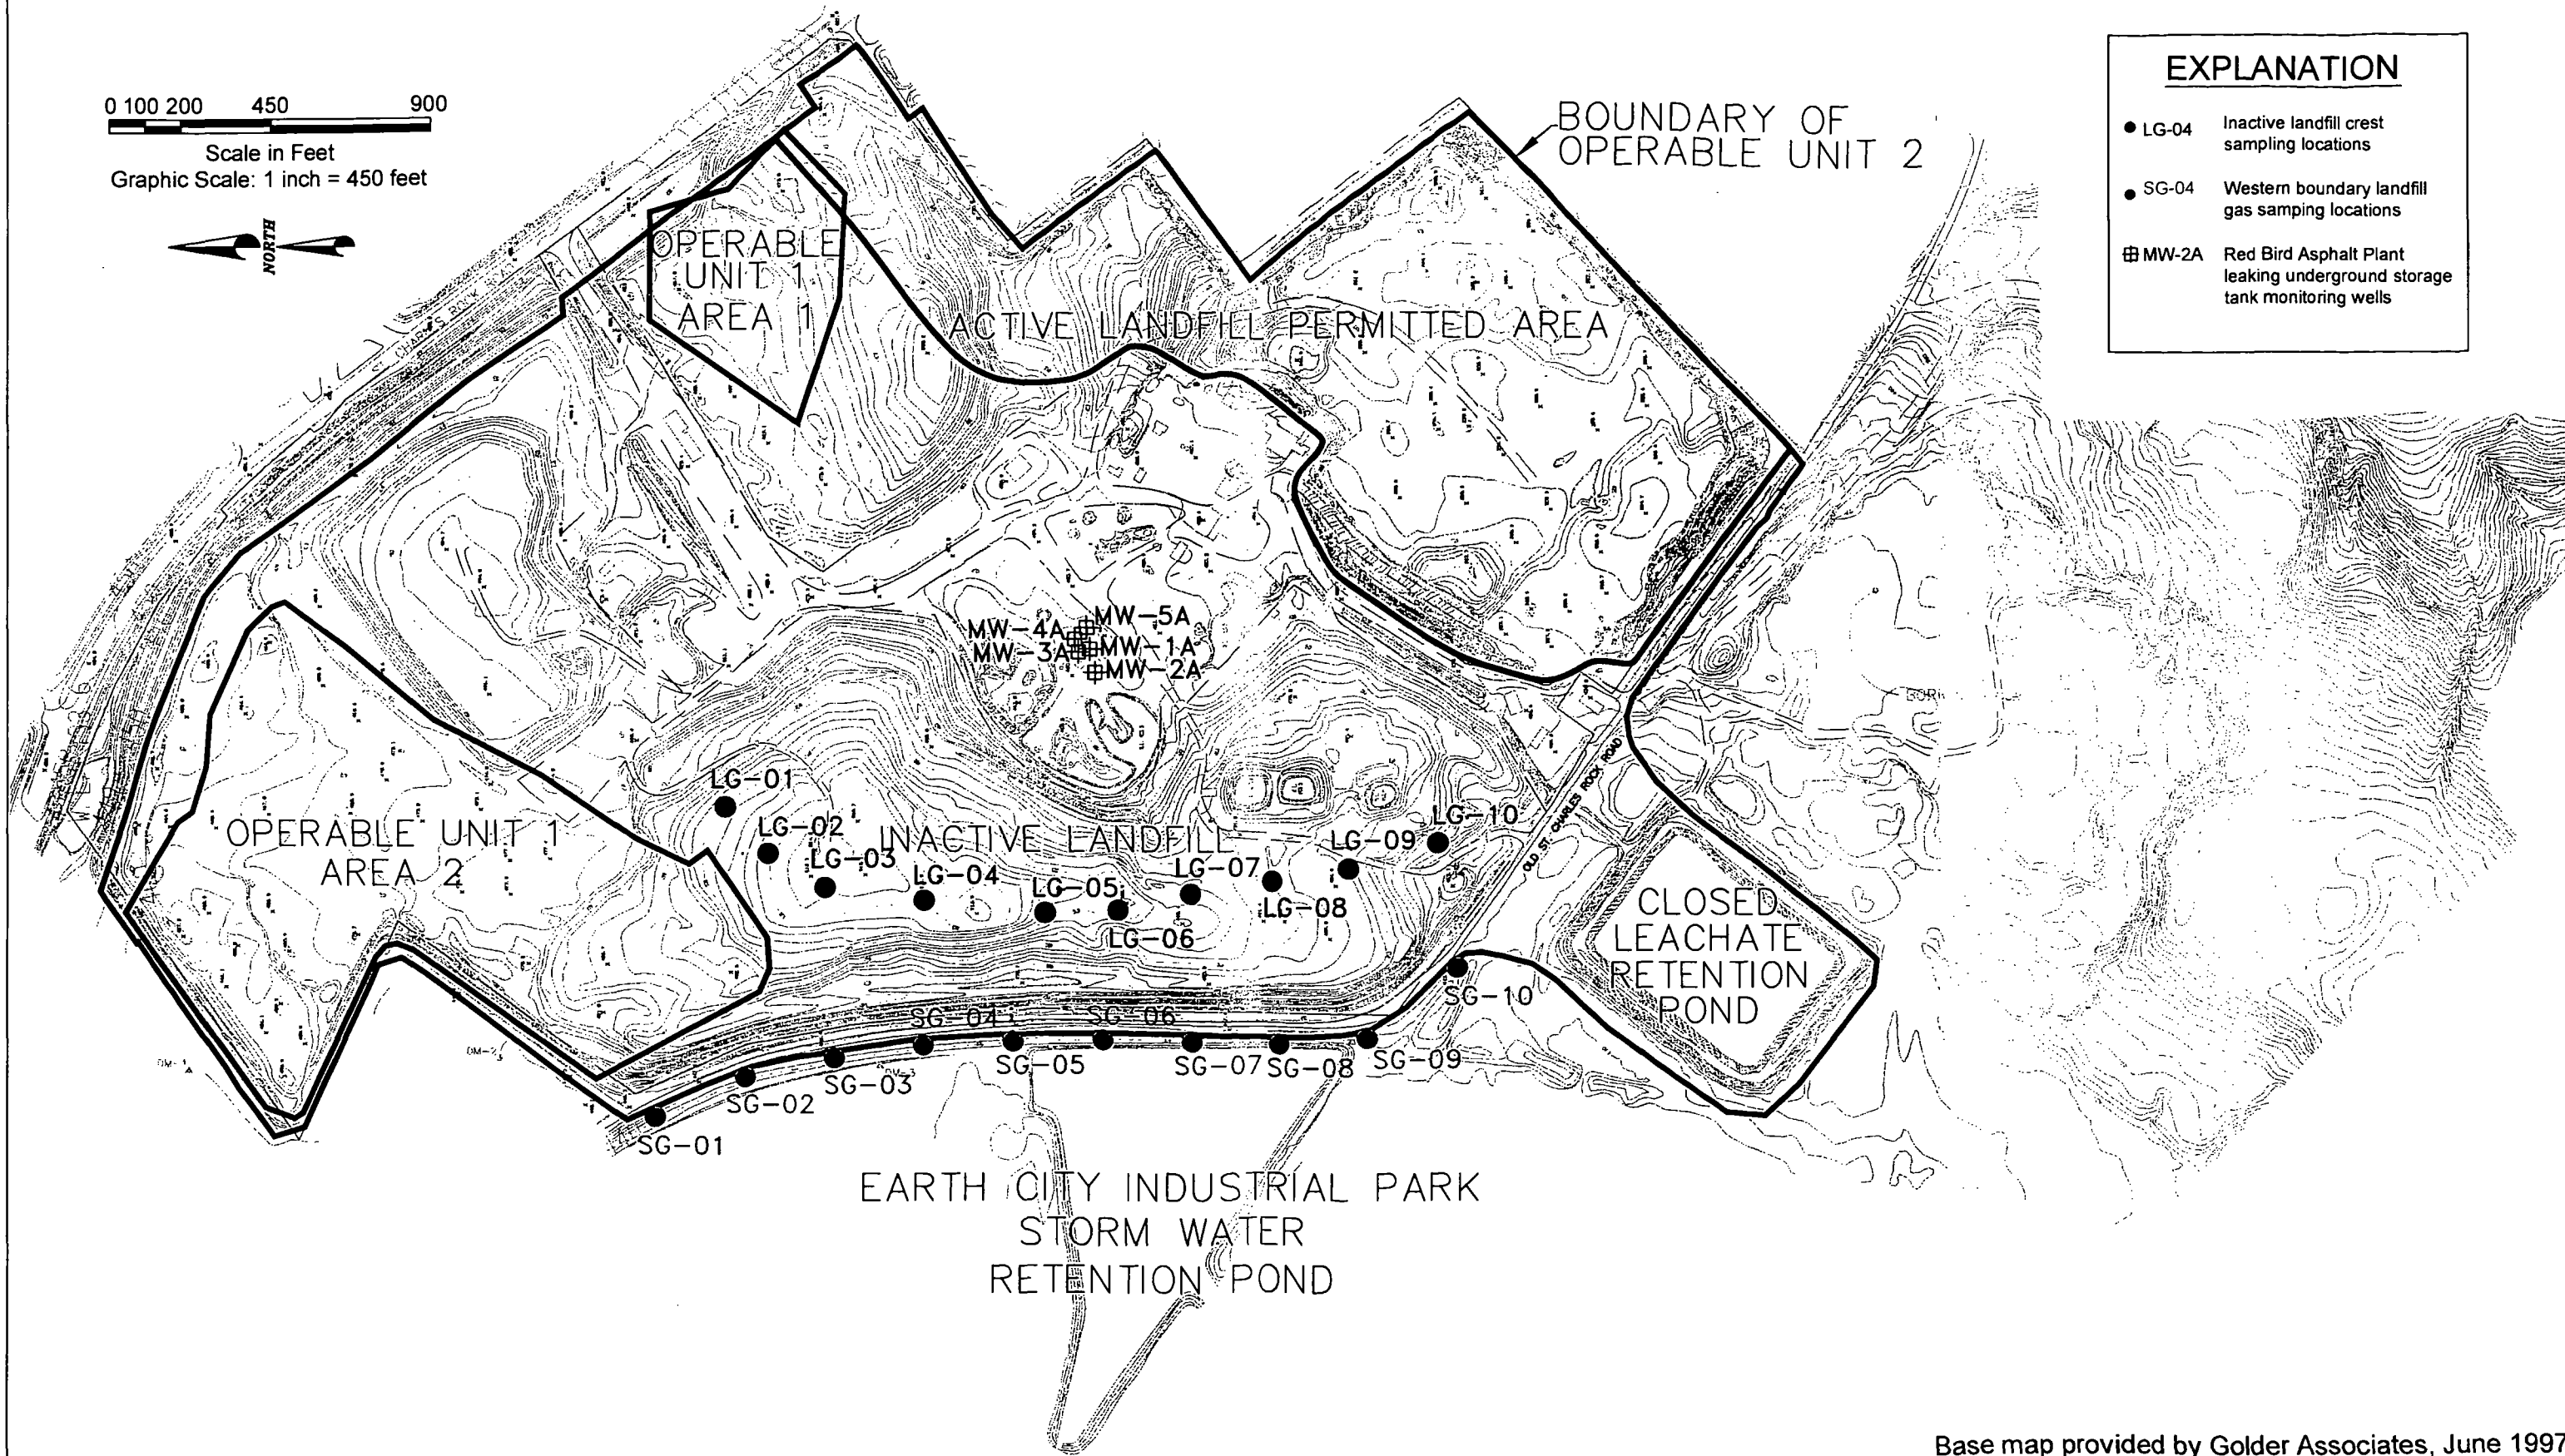 0 100 200 450 900
Scale in Feet
Graphic Scale: 1 inch = 450 feet
NORTH
EXPLANATION
LG-04 Inactive landfill crest
sampling locations
SG-04 Western boundary landfill
gas samping locations
MW-2A Red Bird Asphalt Plant
leaking underground storage
tank monitoring wells
BOUNDARY OF
OPERABLE UNIT 2
OPERABLE
UNIT 1
AREA 1
ACTIVE LANDFILL PERMITTED AREA
MW-5A
MW-4A
MW-1A
MW-3A
MW-2A
LG-01
LG-02
LG-03
LG-04
LG-05
LG-06
LG-07
LG-08
LG-09
LG-10
INACTIVE LANDFILL
OPERABLE UNIT 1
AREA 2
OLD ST. CHARLES ROCK ROAD
CLOSED
LEACHATE
RETENTION
POND
SG-01
SG-02
SG-03
SG-04
SG-05
SG-06
SG-07
SG-08
SG-09
SG-10
EARTH CITY INDUSTRIAL PARK
STORM WATER
RETENTION POND
Base map provided by Golder Associates, June 1997